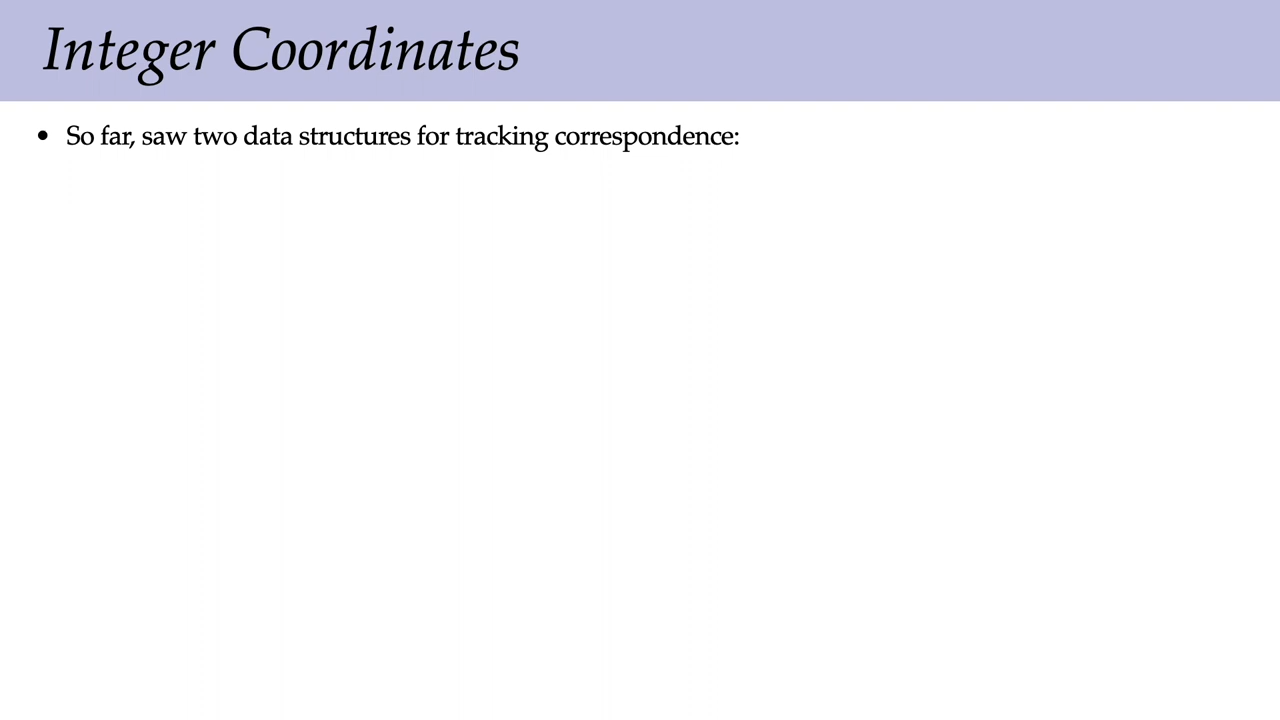 Integer Coordinates
• So far, saw two data structures for tracking correspondence: